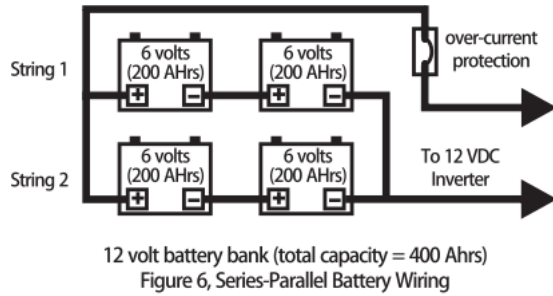 String 1
6 volts
(200 AHrs)
+ −
6 volts
(200 AHrs)
+ −
over-current
protection
String 2
6 volts
(200 AHrs)
+ −
6 volts
(200 AHrs)
+ −
To 12 VDC
Inverter
12 volt battery bank (total capacity = 400 Ahrs)
Figure 6, Series-Parallel Battery Wiring